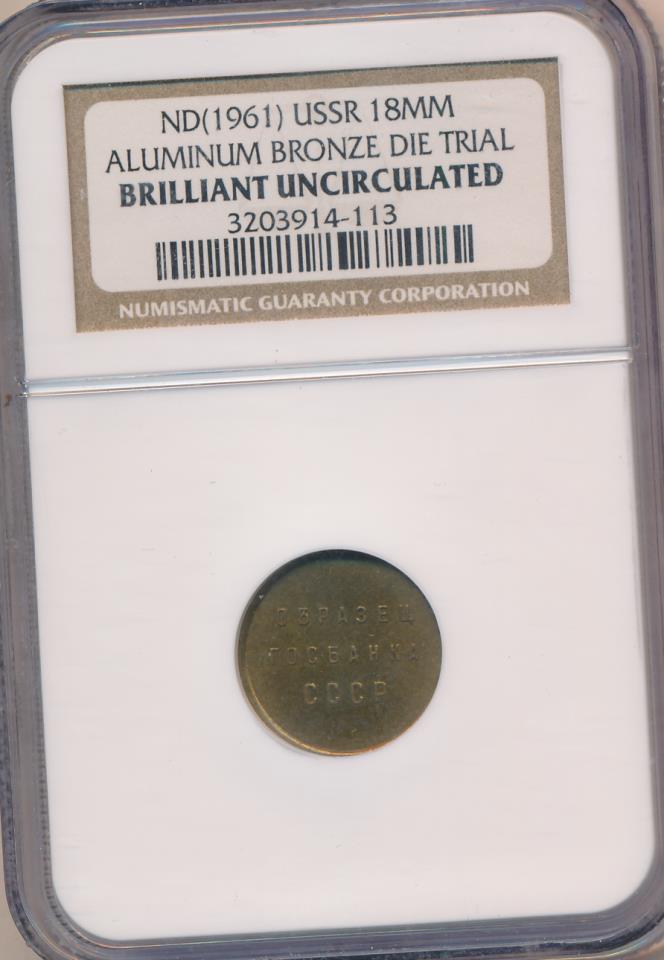 ND(1961) USSR 18MM
ALUMINUM BRONZE DIE TRIAL
BRILLIANT UNCIRCULATED
3203914-113
NUMISMATIC GUARANTY CORPORATION
ОБРАЗЕЦ
ГОСБАНКА
СССР